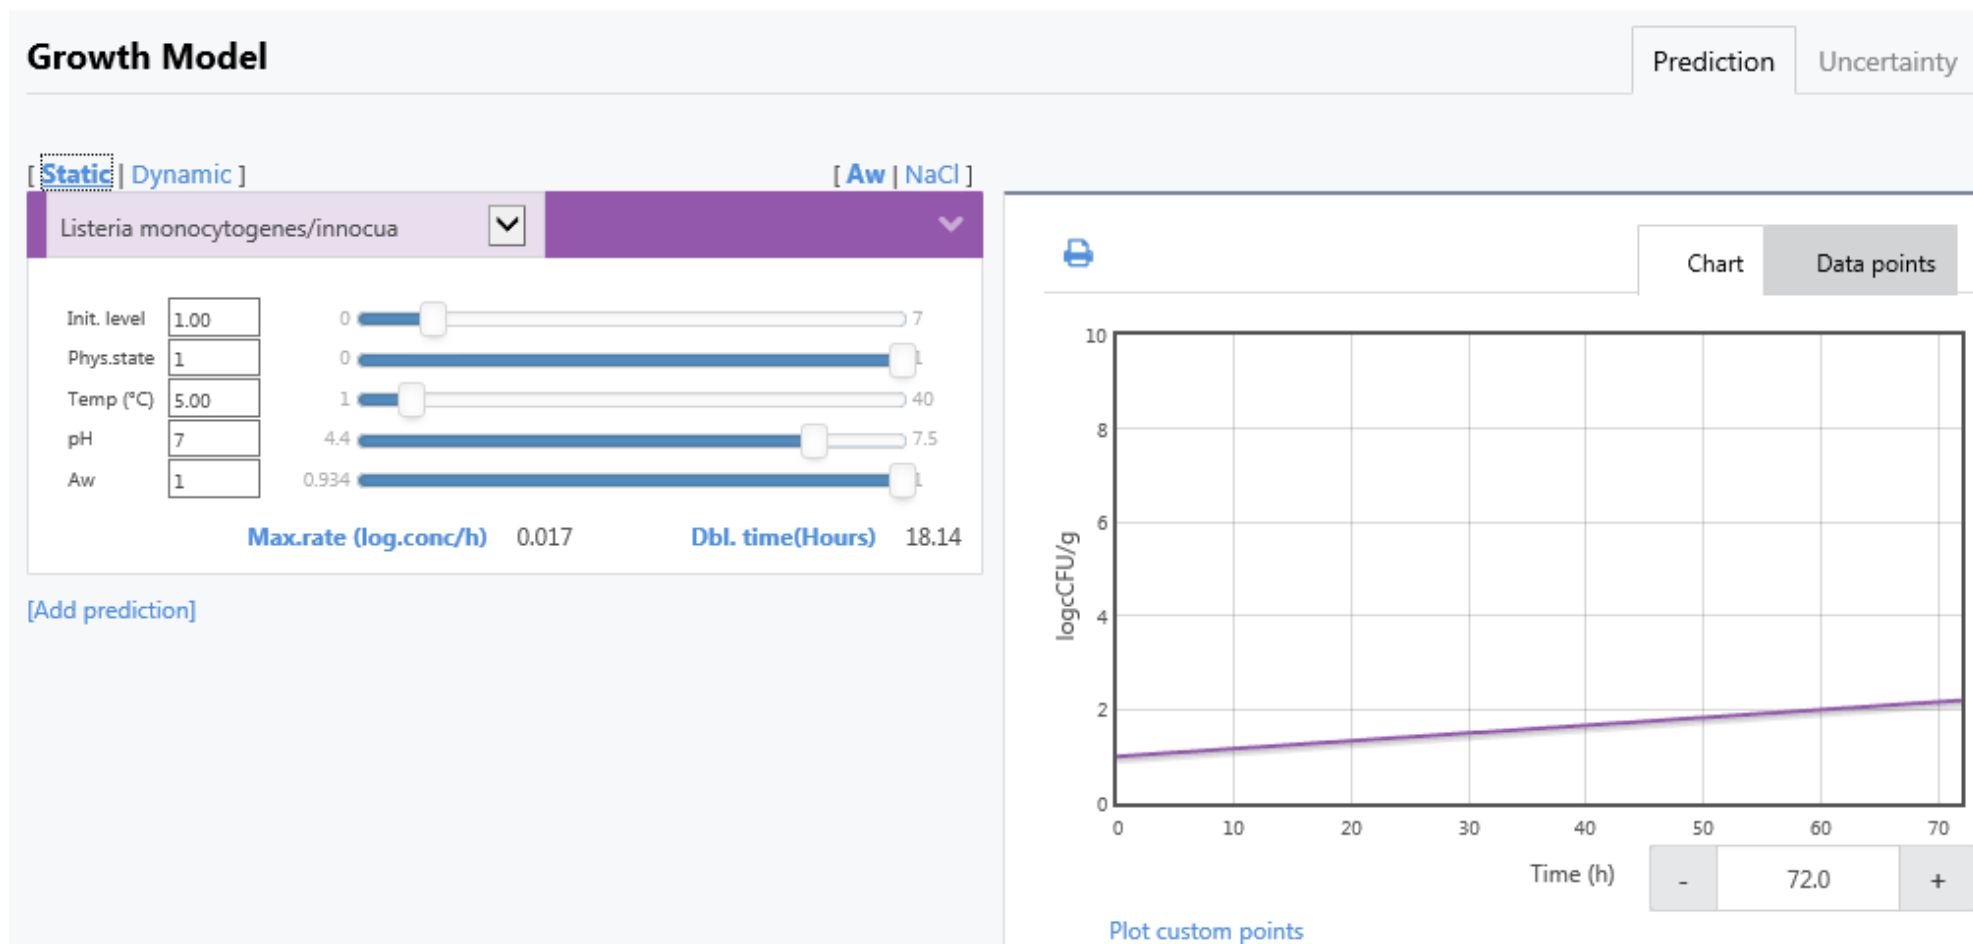 Growth Model
Prediction
Uncertainty
[ Static | Dynamic ]
[ Aw | NaCl ]
Listeria monocytogenes/innocua
Init. level 1.00 0 7
Phys.state 1 0 1
Temp (°C) 5.00 1 40
pH 7 4.4 7.5
Aw 1 0.934 1
Max.rate (log.conc/h) 0.017 Dbl. time(Hours) 18.14
[Add prediction]
Chart
Data points
10
8
6
4
2
0
logcCFU/g
0 10 20 30 40 50 60 70
Time (h)
- 72.0 +
Plot custom points